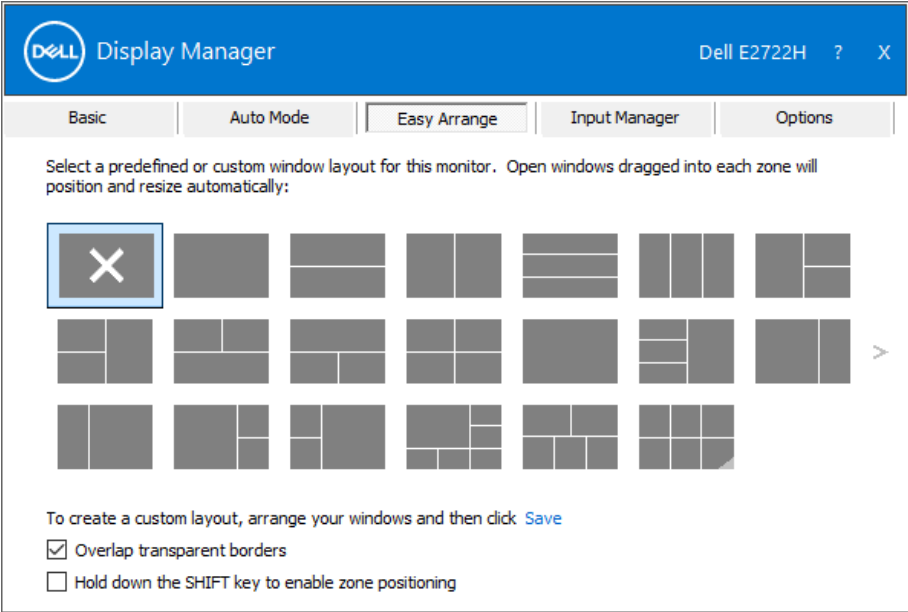 DELL Display Manager
Dell E2722H ? X
Basic Auto Mode Easy Arrange Input Manager Options
Select a predefined or custom window layout for this monitor. Open windows dragged into each zone will
position and resize automatically:
>
To create a custom layout, arrange your windows and then click Save
Overlap transparent borders
Hold down the SHIFT key to enable zone positioning